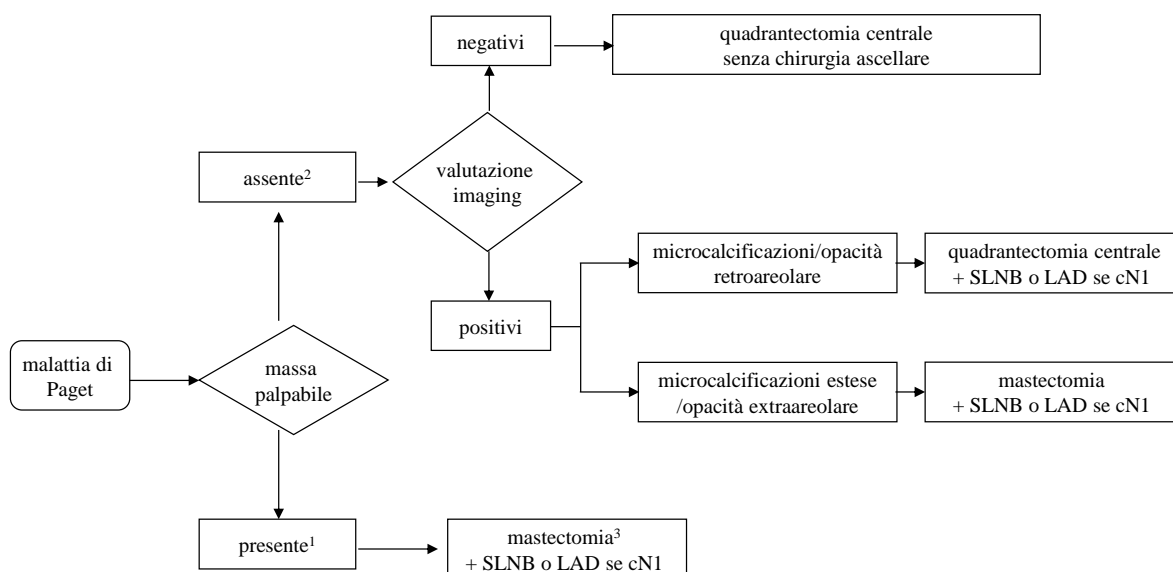 negativi
quadrantectomia centrale
senza chirurgia ascellare
assente²
valutazione
imaging
microcalcificazioni/opacità
retroareolare
quadrantectomia centrale
+ SLNB o LAD se cN1
positivi
malattia di
Paget
massa
palpabile
microcalcificazioni estese
/opacità extraareolare
mastectomia
+ SLNB o LAD se cN1
presente¹
mastectomia³
+ SLNB o LAD se cN1